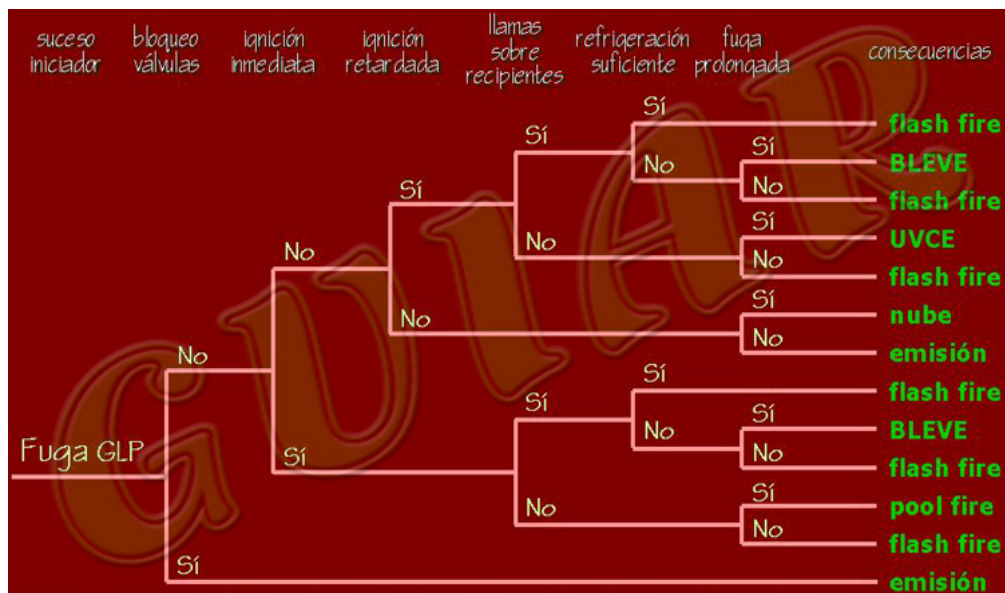 suceso
iniciador
bloqueo
válvulas
ignición
inmediata
ignición
retardada
llamas
sobre
recipientes
refrigeración
suficiente
fuga
prolongada
consecuencias
Sí
flash fire
Sí
No
Sí
BLEVE
No
flash fire
Sí
No
Sí
UVCE
No
flash fire
No
No
Sí
nube
No
emisión
No
Sí
flash fire
Sí
No
Sí
BLEVE
No
flash fire
Fuga GLP
Sí
No
Sí
pool fire
No
flash fire
Sí
emisión
GUIAR